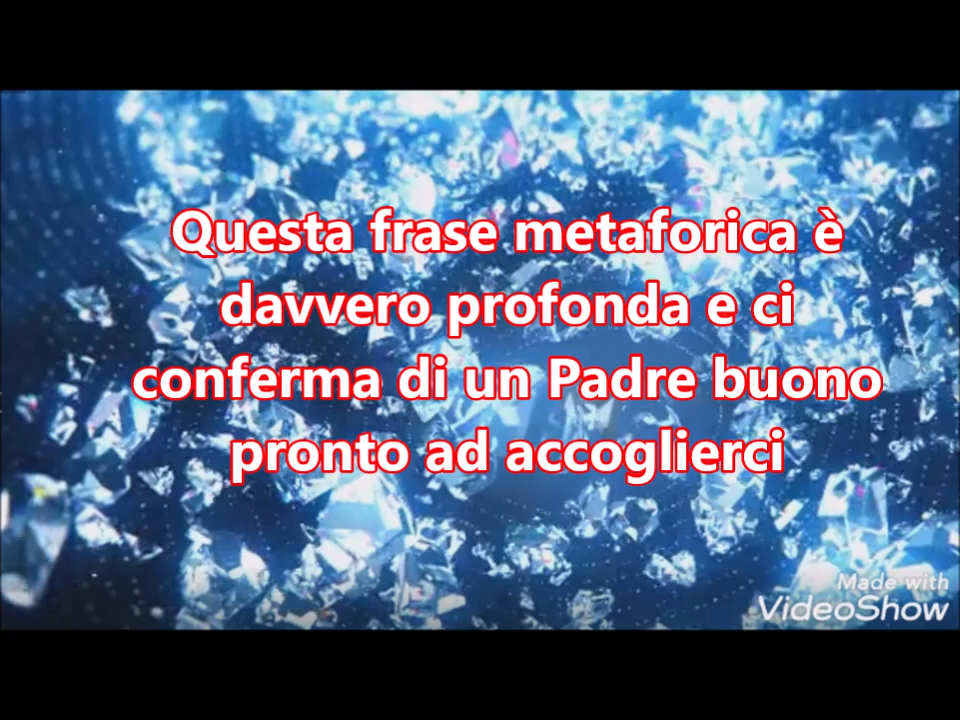 Questa frase metaforica è
davvero profonda e ci
conferma di un Padre buono
pronto ad accoglierci
Made with
VideoShow